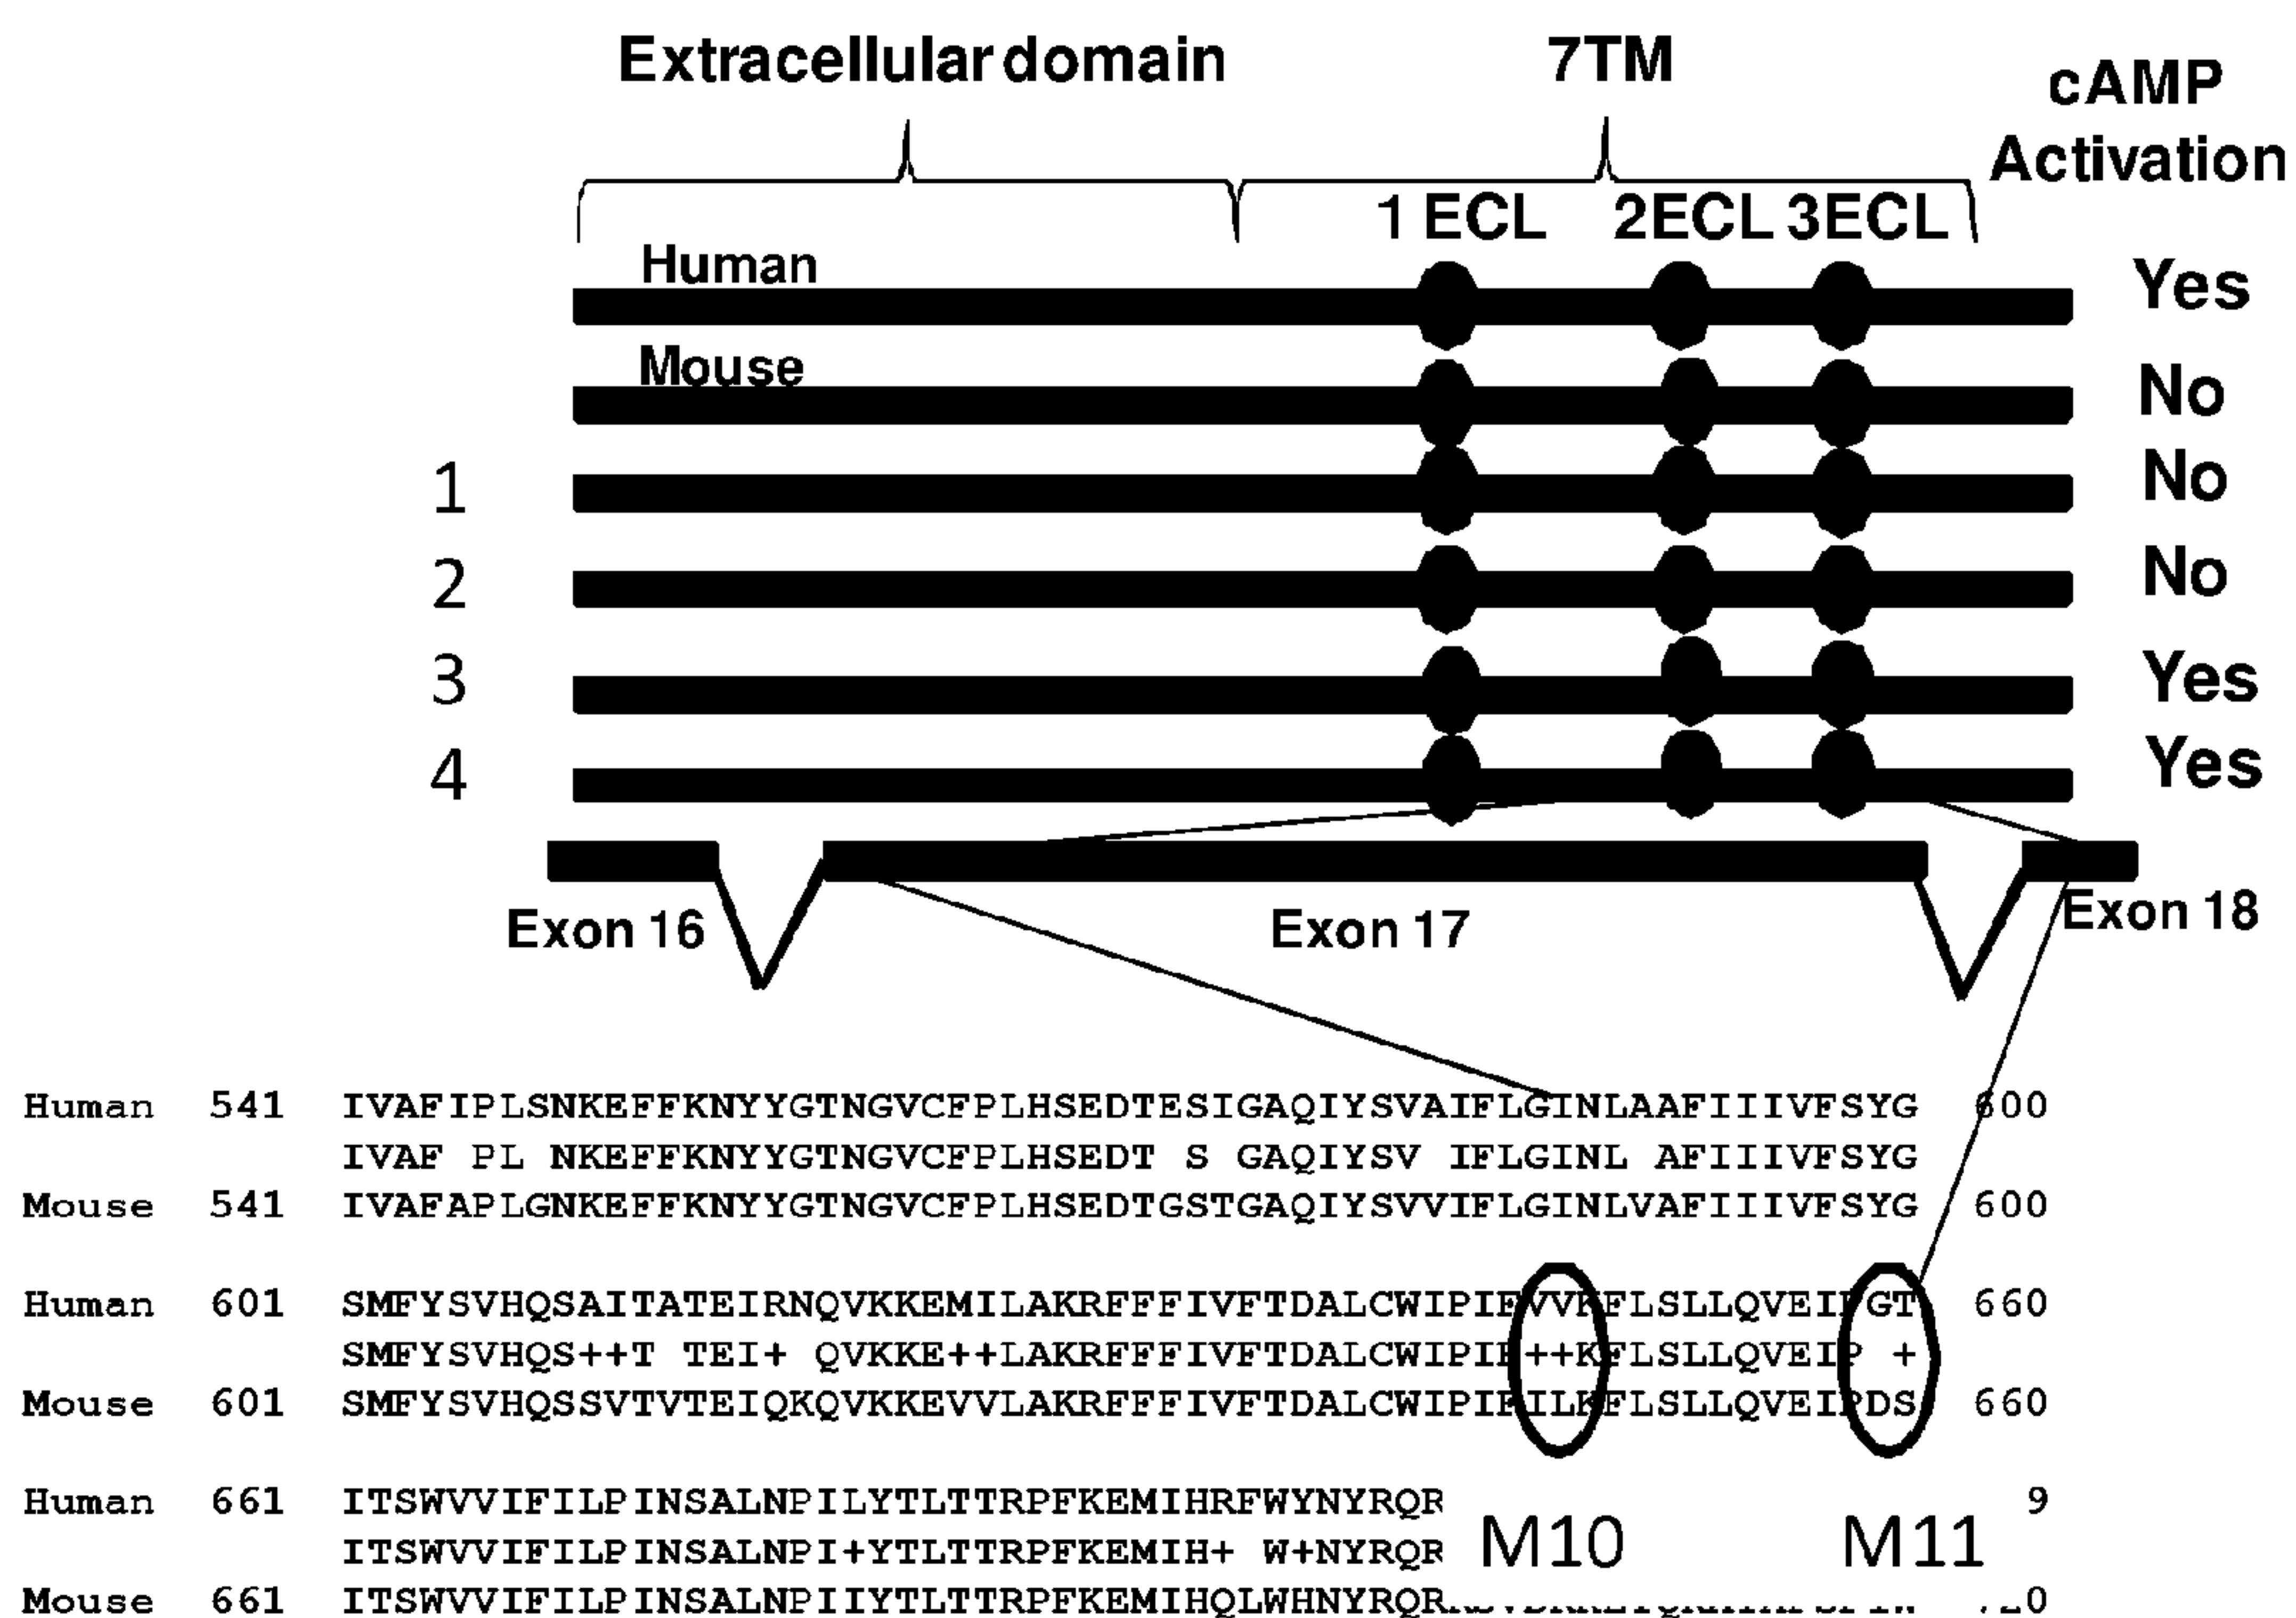 Extracellular domain 7TM cAMP
Activation
1 ECL 2ECL 3ECL
Human Yes
Mouse No
1 No
2 No
3 Yes
4 Yes
Exon 16 Exon 17 Exon 18
Human 541 IVAFIPLSNKEFFKNYYGTNGVCFPLHSEDTESIGAQIYSVAIFLGINLAAFIIIVFSYG 600
IVAF PL NKEFFKNYYGTNGVCFPLHSEDT S GAQIYSV IFLGINL AFIIIVFSYG
Mouse 541 IVAFAPLGNKEFFKNYYGTNGVCFPLHSEDTGSTGAQIYSVVIFLGINLVAFIIIVFSYG 600
Human 601 SMFYSVHQSAITATEIRNQVKKEMILAKRFFFIVFTDALCWIPIFVVKFLSLLQVEIPGT 660
SMFYSVHQS++T TEI+ QVKKE++LAKRFFFIVFTDALCWIPIF++KFLSLLQVEIP +
Mouse 601 SMFYSVHQSSVTVTEIQKQVKKEVVLAKRFFFIVFTDALCWIPIFILKFLSLLQVEIPDS 660
Human 661 ITSWVVIFILPINSALNPILYTLTTRPFKEMIHRFWYNYRQR 9
ITSWVVIFILPINSALNPI+YTLTTRPFKEMIH+ W+NYRQR M10 M11
Mouse 661 ITSWVVIFILPINSALNPIIYTLTTRPFKEMIHQLWHNYRQR 0